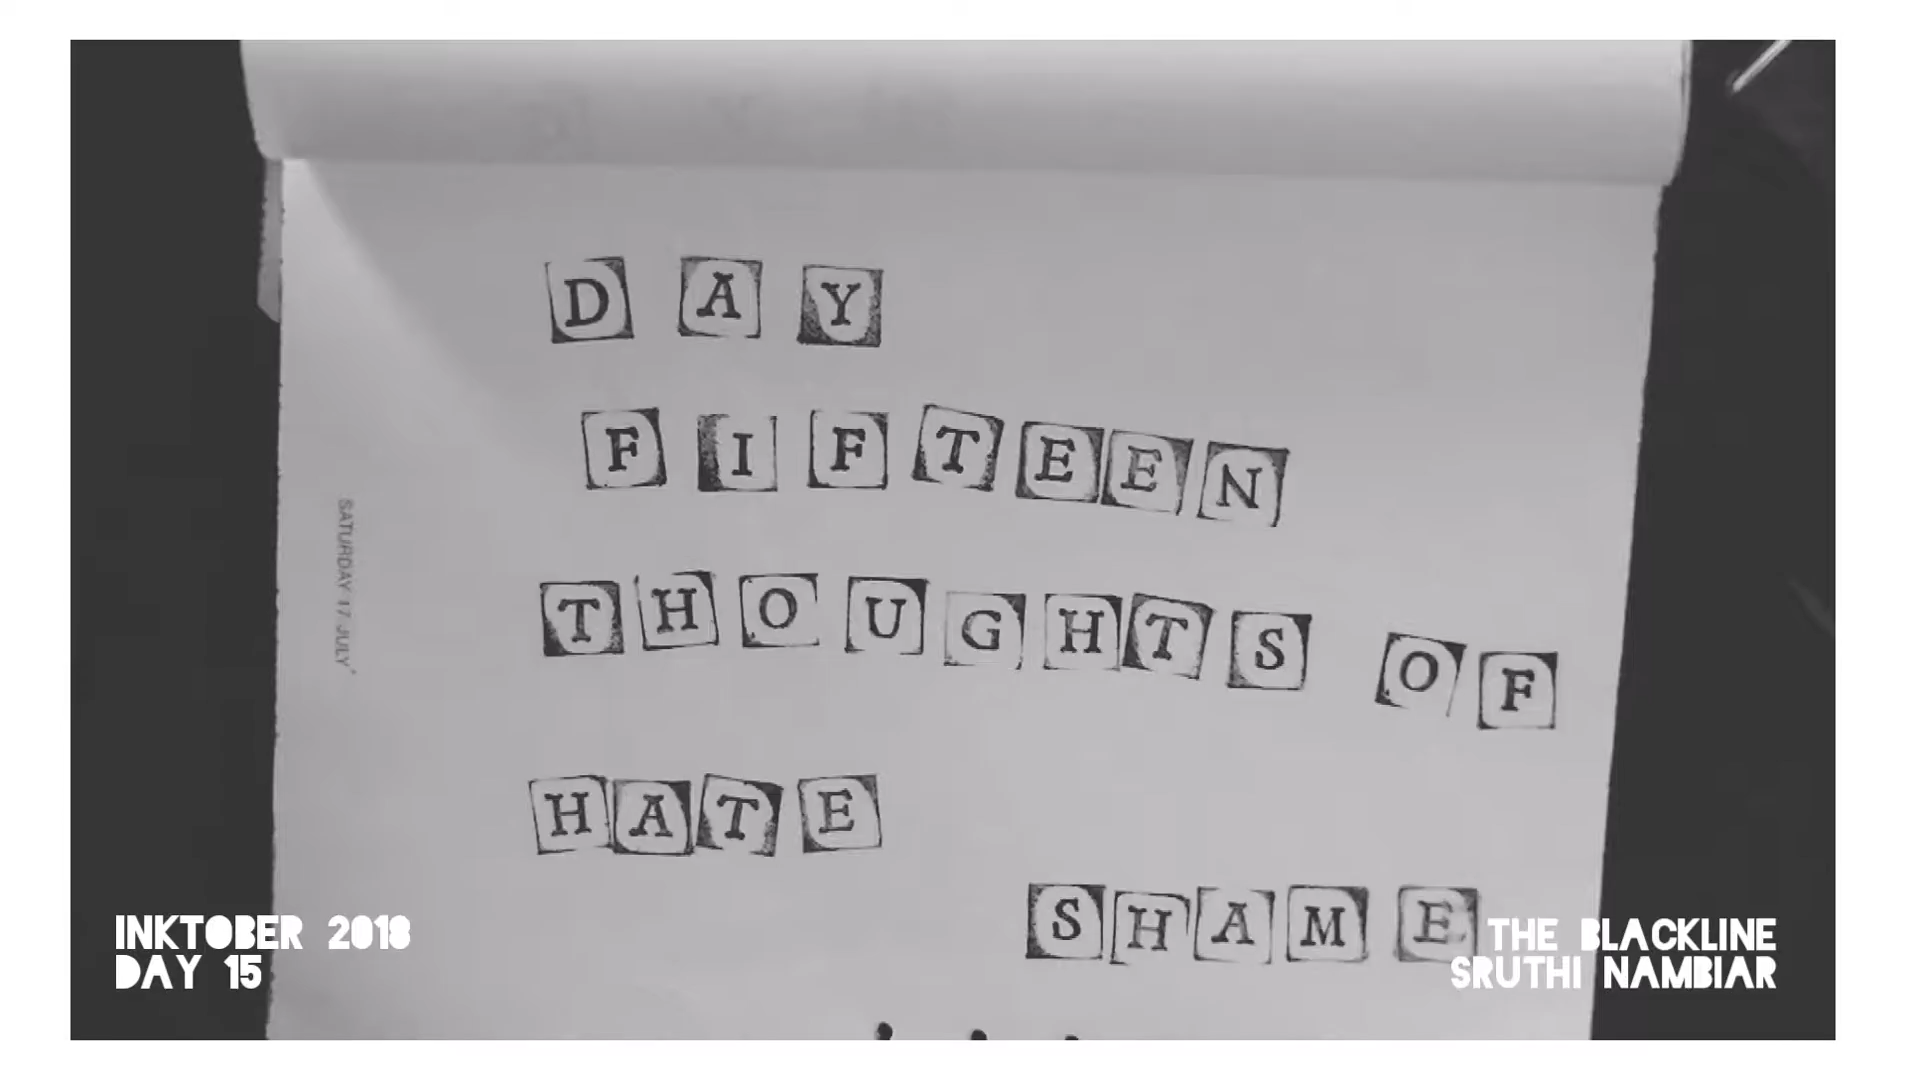 DAY
FIFTEEN
THOUGHTS OF
HATE
SHAME
SATURDAY 17 JULY
INKTOBER 2018
DAY 15
THE BLACKLINE
SRUTHI NAMBIAR